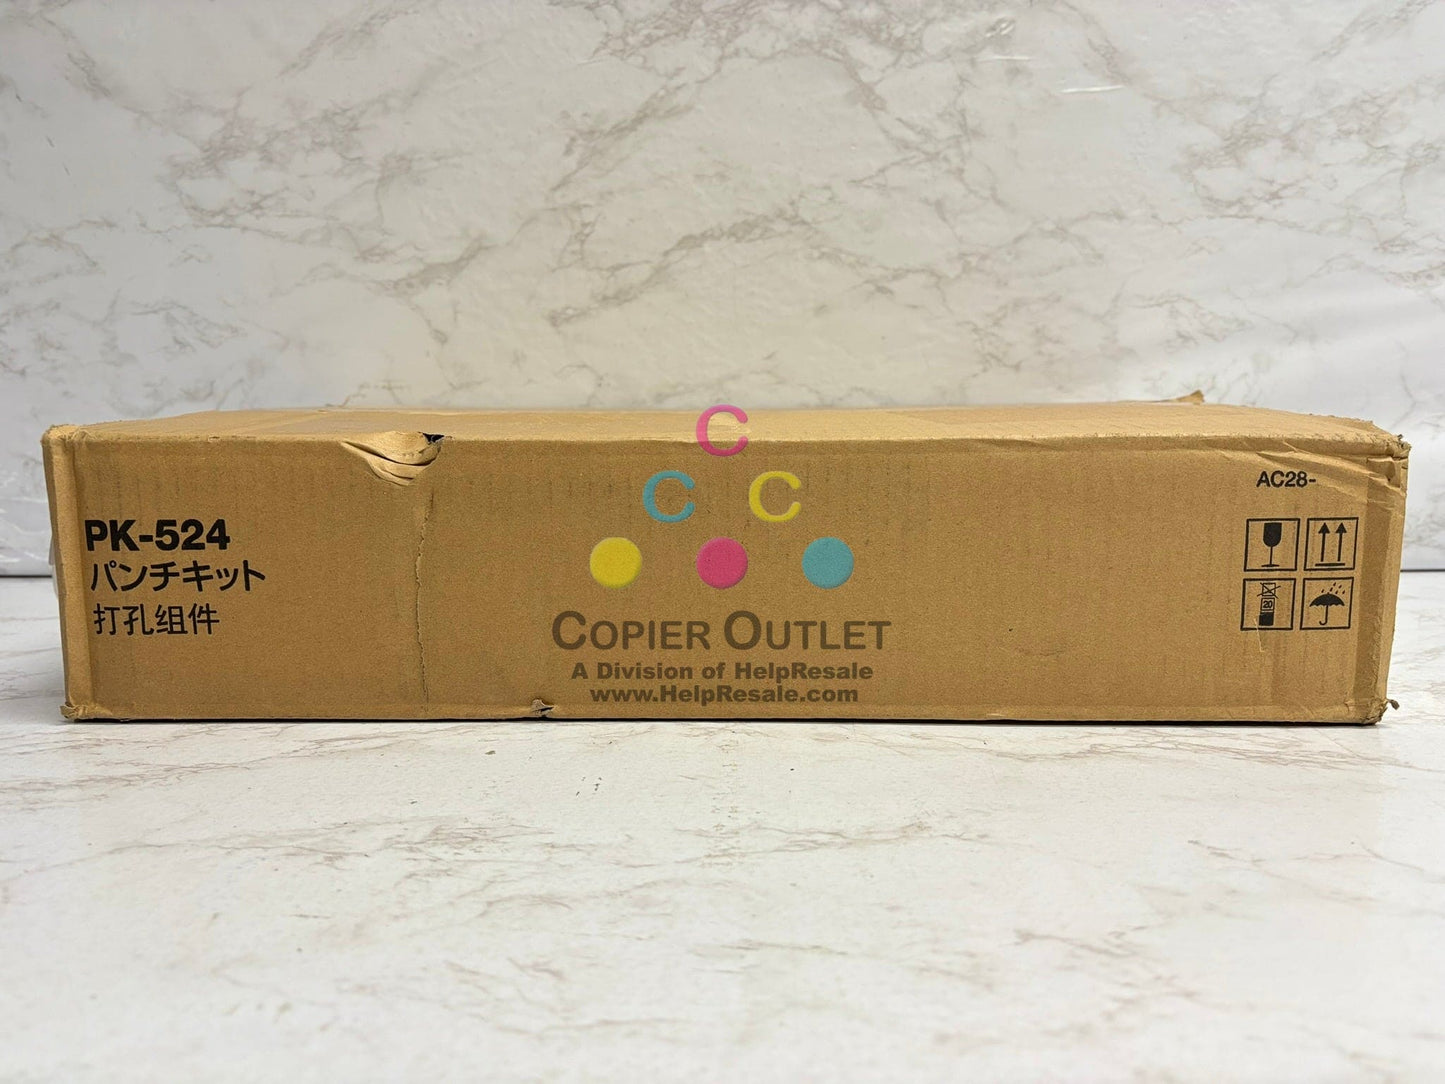 PK-524
パンチキット
打孔组件
AC28-
C
C C
COPIER OUTLET
A Division of HelpResale
www.HelpResale.com